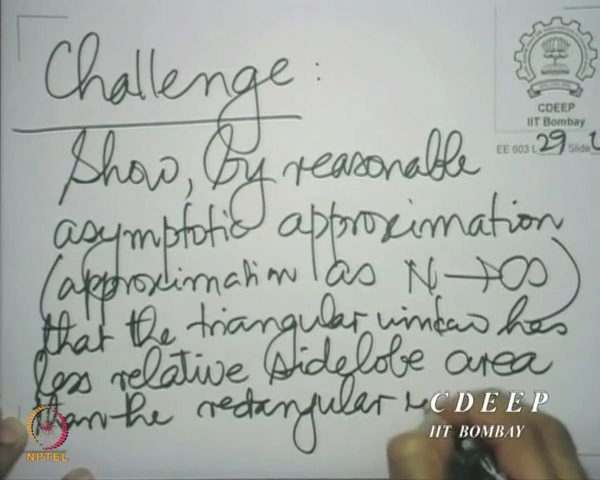 Challenge:
Show, by reasonable
asymptotic approximation
(approximation as N→∞)
that the triangular window has
less relative sidelobe area
than the rectangular
CDEEP
IIT Bombay
EE 603 L 29 Slide
NPTEL
CDEEP
IIT BOMBAY